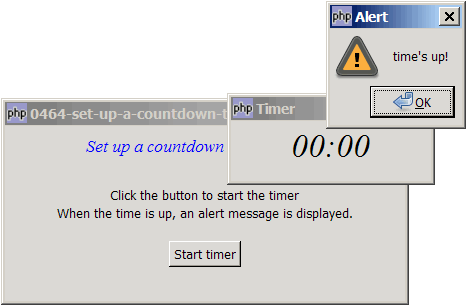 php Alert
time's up!
OK
php Timer
00:00
php 0464-set-up-a-countdown-t
Set up a countdown
Click the button to start the timer
When the time is up, an alert message is displayed.
Start timer